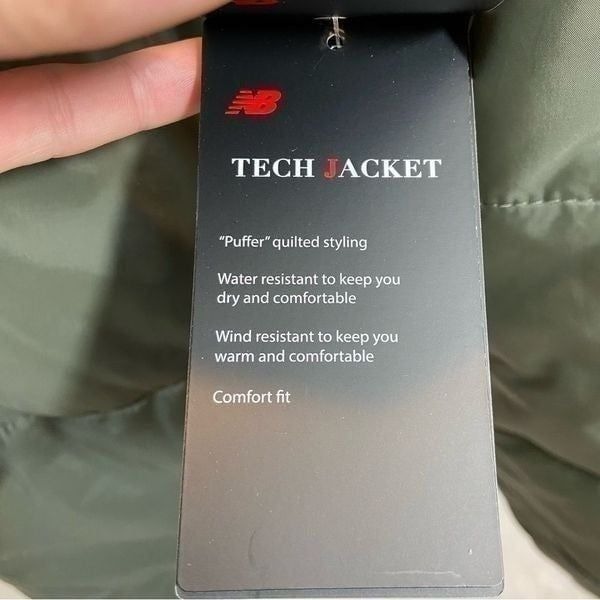 NB
TECH JACKET
"Puffer" quilted styling
Water resistant to keep you
dry and comfortable
Wind resistant to keep you
warm and comfortable
Comfort fit